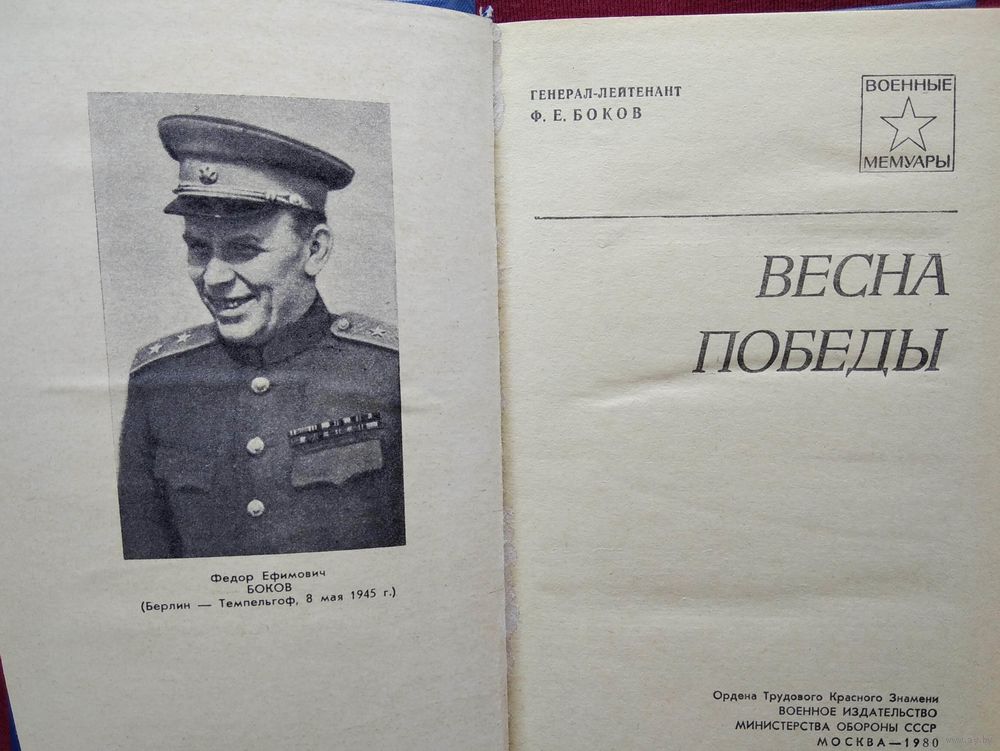 Федор Ефимович
БОКОВ
(Берлин — Темпельгоф, 8 мая 1945 г.)
ГЕНЕРАЛ-ЛЕЙТЕНАНТ
Ф. Е. БОКОВ
ВОЕННЫЕ
МЕМУАРЫ
ВЕСНА
ПОБЕДЫ
Ордена Трудового Красного Знамени
ВОЕННОЕ ИЗДАТЕЛЬСТВО
МИНИСТЕРСТВА ОБОРОНЫ СССР
МОСКВА—1980